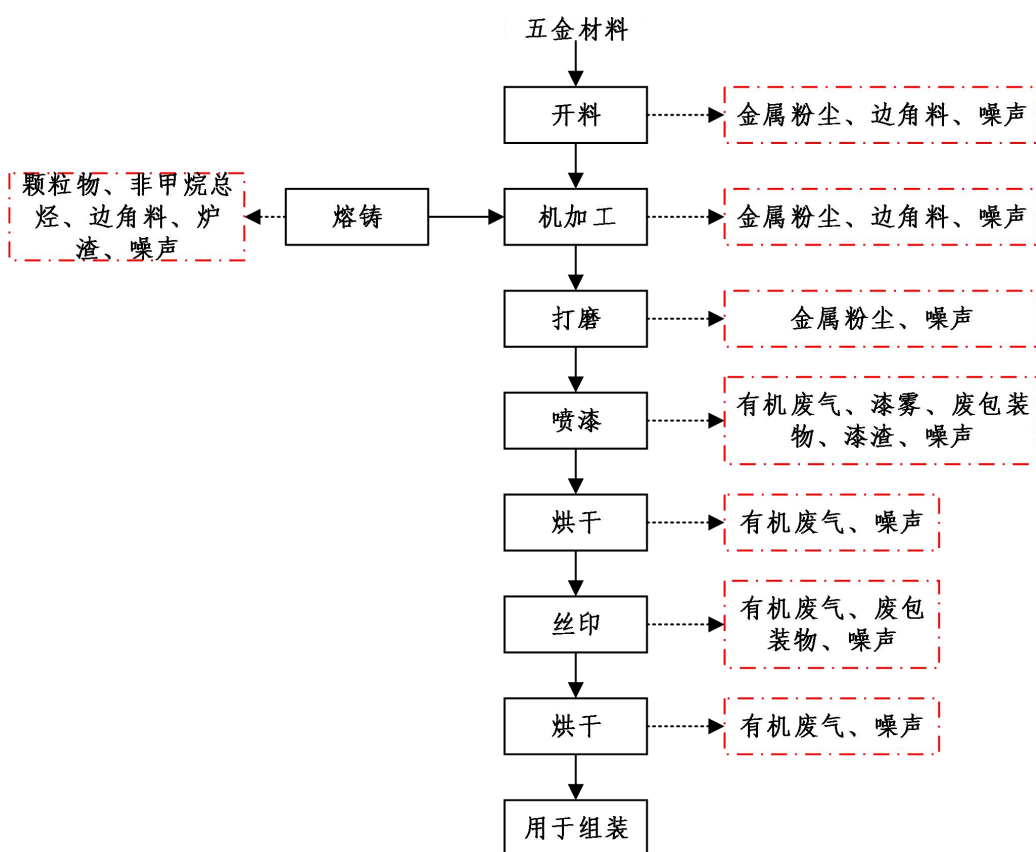 五金材料
开料
金属粉尘、边角料、噪声
颗粒物、非甲烷总
烃、边角料、炉
渣、噪声
熔铸
机加工
金属粉尘、边角料、噪声
打磨
金属粉尘、噪声
喷漆
有机废气、漆雾、废包装
物、漆渣、噪声
烘干
有机废气、噪声
丝印
有机废气、废包
装物、噪声
烘干
有机废气、噪声
用于组装